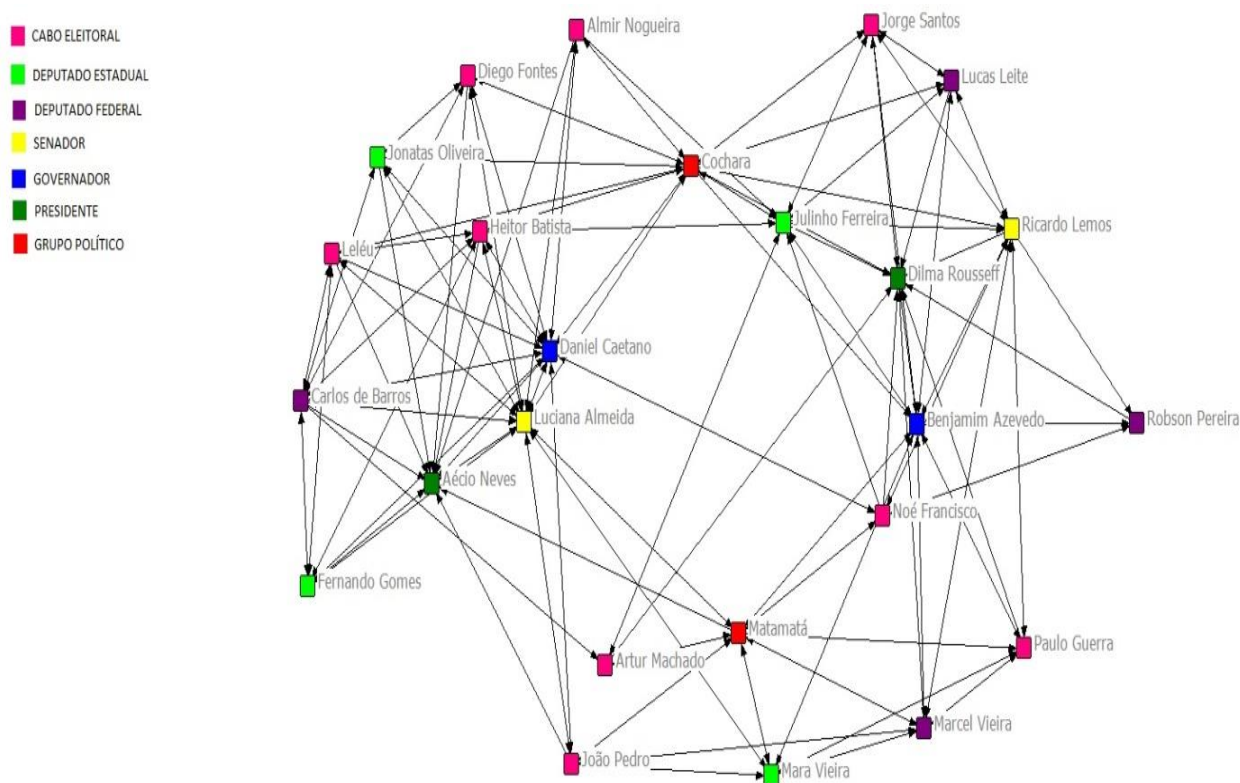 CABO ELEITORAL
DEPUTADO ESTADUAL
DEPUTADO FEDERAL
SENADOR
GOVERNADOR
PRESIDENTE
GRUPO POLÍTICO
Almir Nogueira
Jorge Santos
Diego Fontes
Lucas Leite
Jonatas Oliveira
Cochara
Julinho Ferreira
Ricardo Lemos
Heitor Batista
Leléu
Dilma Rousseff
Daniel Caetano
Carlos de Barros
Luciana Almeida
Benjamim Azevedo
Robson Pereira
Aécio Neves
Noé Francisco
Fernando Gomes
Matamatá
Artur Machado
Paulo Guerra
Marcel Vieira
João Pedro
Mara Vieira